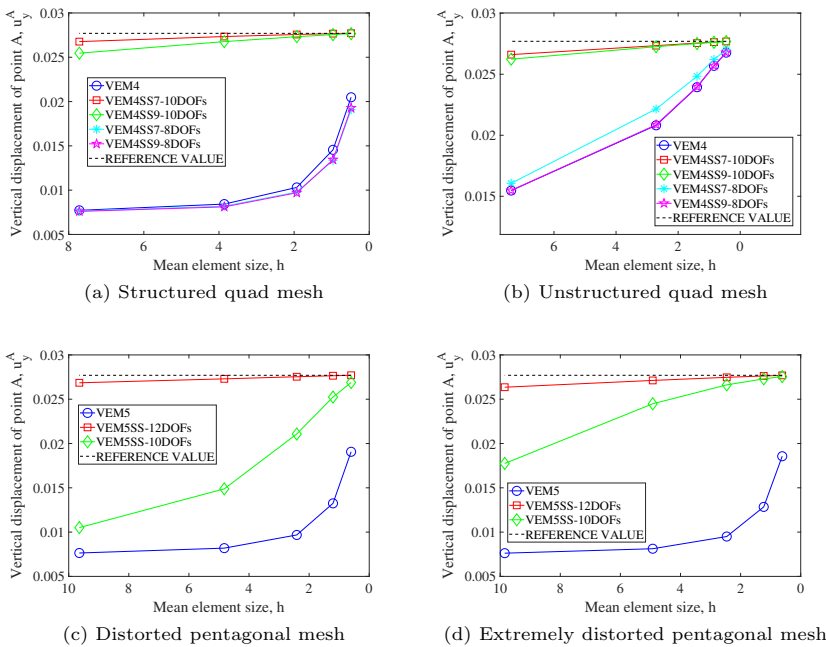 Vertical displacement of point A, u_y^A
0.03
0.025
0.02
0.015
0.01
0.005
8
6
4
2
0
Mean element size, h
VEM4
VEM4SS7-10DOFs
VEM4SS9-10DOFs
VEM4SS7-8DOFs
VEM4SS9-8DOFs
REFERENCE VALUE
(a) Structured quad mesh
Vertical displacement of point A, u_y^A
0.03
0.025
0.02
0.015
6
4
2
0
Mean element size, h
VEM4
VEM4SS7-10DOFs
VEM4SS9-10DOFs
VEM4SS7-8DOFs
VEM4SS9-8DOFs
REFERENCE VALUE
(b) Unstructured quad mesh
Vertical displacement of point A, u_y^A
0.03
0.025
0.02
0.015
0.01
0.005
10
8
6
4
2
0
Mean element size, h
VEM5
VEM5SS-12DOFs
VEM5SS-10DOFs
REFERENCE VALUE
(c) Distorted pentagonal mesh
Vertical displacement of point A, u_y^A
0.03
0.025
0.02
0.015
0.01
0.005
10
8
6
4
2
0
Mean element size, h
VEM5
VEM5SS-12DOFs
VEM5SS-10DOFs
REFERENCE VALUE
(d) Extremely distorted pentagonal mesh